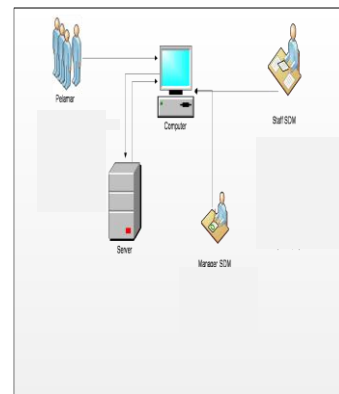 Pelamar
Computer
Staff SDM
Server
Manager SDM